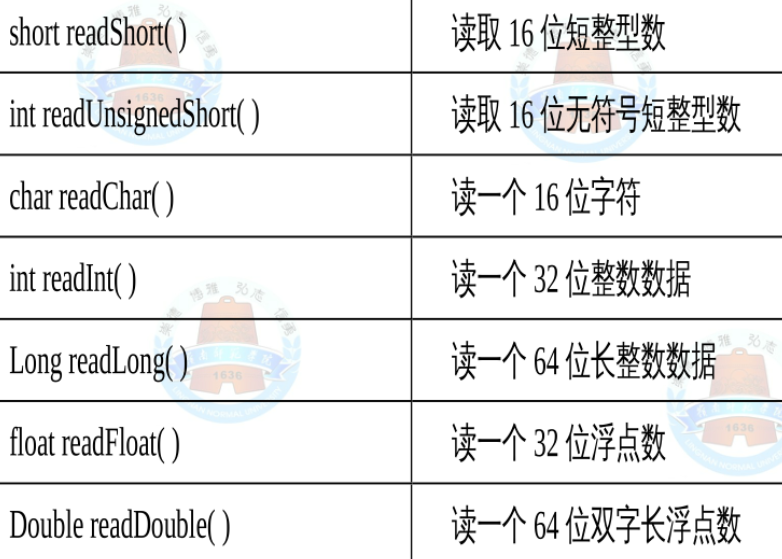 short readShort( ) 读取 16 位短整型数
int readUnsignedShort( ) 读取 16 位无符号短整型数
char readChar( ) 读一个 16 位字符
int readInt( ) 读一个 32 位整数数据
Long readLong( ) 读一个 64 位长整数数据
float readFloat( ) 读一个 32 位浮点数
Double readDouble( ) 读一个 64 位双字长浮点数